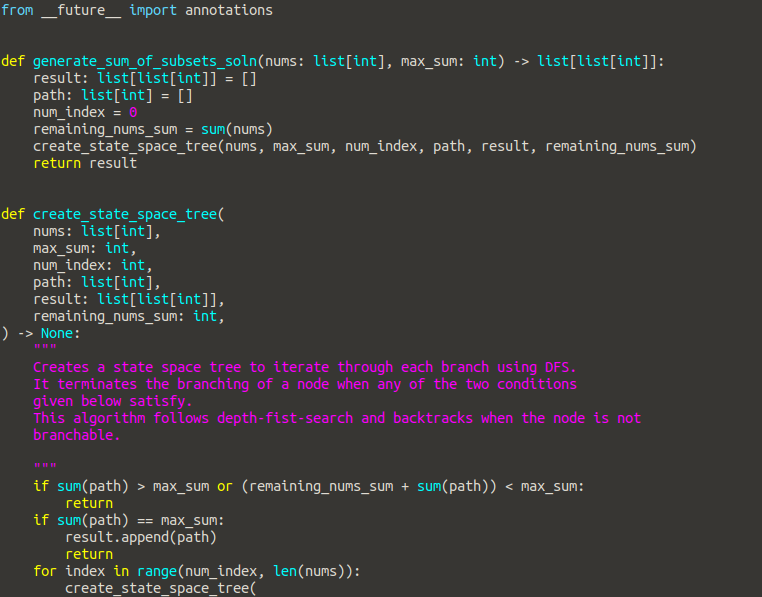 from __future__ import annotations


def generate_sum_of_subsets_soln(nums: list[int], max_sum: int) -> list[list[int]]:
    result: list[list[int]] = []
    path: list[int] = []
    num_index = 0
    remaining_nums_sum = sum(nums)
    create_state_space_tree(nums, max_sum, num_index, path, result, remaining_nums_sum)
    return result


def create_state_space_tree(
    nums: list[int],
    max_sum: int,
    num_index: int,
    path: list[int],
    result: list[list[int]],
    remaining_nums_sum: int,
) -> None:
    """
    Creates a state space tree to iterate through each branch using DFS.
    It terminates the branching of a node when any of the two conditions
    given below satisfy.
    This algorithm follows depth-fist-search and backtracks when the node is not
    branchable.

    """
    if sum(path) > max_sum or (remaining_nums_sum + sum(path)) < max_sum:
        return
    if sum(path) == max_sum:
        result.append(path)
        return
    for index in range(num_index, len(nums)):
        create_state_space_tree(